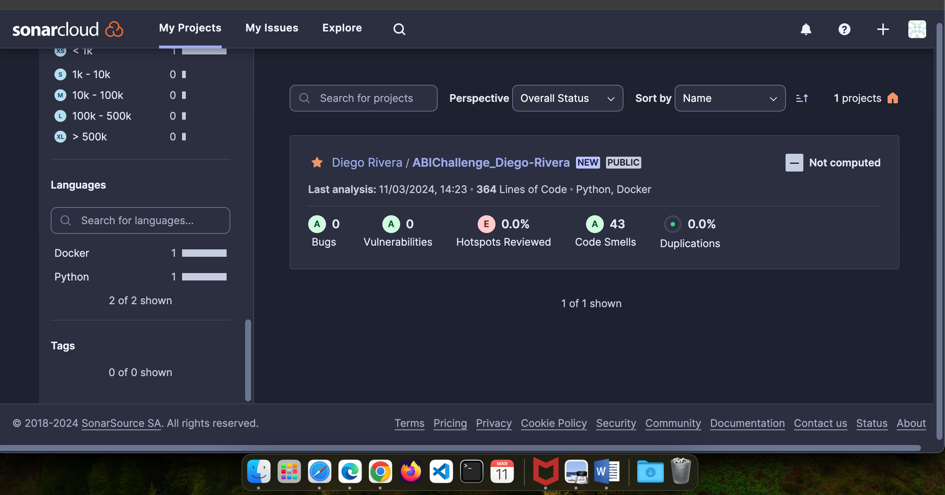 sonarcloud My Projects My Issues Explore
XS < 1k 1
S 1k - 10k 0
M 10k - 100k 0
L 100k - 500k 0
XL > 500k 0
Languages
Search for languages...
Docker 1
Python 1
2 of 2 shown
Tags
0 of 0 shown
Search for projects Perspective Overall Status Sort by Name 1 projects
Diego Rivera / ABIChallenge_Diego-Rivera NEW PUBLIC Not computed
Last analysis: 11/03/2024, 14:23 • 364 Lines of Code • Python, Docker
A 0 A 0 E 0.0% A 43 0.0%
Bugs Vulnerabilities Hotspots Reviewed Code Smells Duplications
1 of 1 shown
© 2018-2024 SonarSource SA. All rights reserved. Terms Pricing Privacy Cookie Policy Security Community Documentation Contact us Status About
MAR
11
W